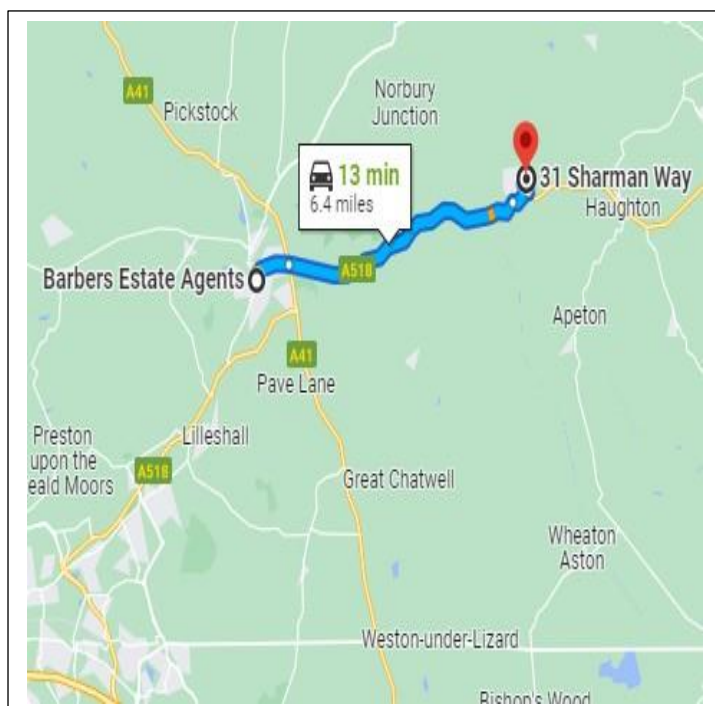 A41
Pickstock
Norbury
Junction
13 min
6.4 miles
31 Sharman Way
Haughton
Barbers Estate Agents
A518
Apeton
A41
Pave Lane
Preston
upon the
eald Moors
Lilleshall
A518
Great Chatwell
Wheaton
Aston
Weston-under-Lizard
Bishop's Wood